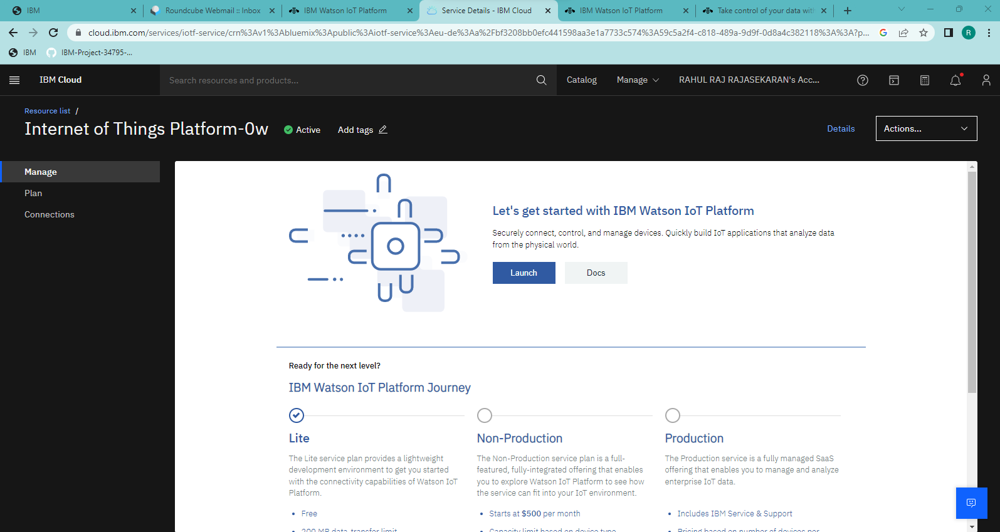 IBM
Roundcube Webmail :: Inbox
IBM Watson IoT Platform
Service Details - IBM Cloud
IBM Watson IoT Platform
Take control of your data with
cloud.ibm.com/services/iotf-service/crn%3Av1%3Abluemix%3Apublic%3Aiotf-service%3Aeu-de%3Aa%2Fbf3208bb0efc441598aa3e1a7733c574%3A59c5a2f4-c818-489a-9d9f-0d8a4c382118%3A%3A?p...
R
IBM
IBM-Project-34795-...
IBM Cloud
Search resources and products...
Catalog
Manage
RAHUL RAJ RAJASEKARAN's Acc...
Resource list /
Internet of Things Platform-0w
Active
Add tags
Details
Actions...
Manage
Plan
Connections
Let's get started with IBM Watson IoT Platform
Securely connect, control, and manage devices. Quickly build IoT applications that analyze data
from the physical world.
Launch
Docs
Ready for the next level?
IBM Watson IoT Platform Journey
Lite
The Lite service plan provides a lightweight
development environment to get you started
with the connectivity capabilities of Watson IoT
Platform.
• Free
• 200 MB data transfer limit
Non-Production
The Non-Production service plan is a full-
featured, fully-integrated offering that enables
you to explore Watson IoT Platform to see how
the service can fit into your IoT environment.
• Starts at $500 per month
• Capacity limit based on device type
Production
The Production service is a fully managed SaaS
offering that enables you to manage and analyze
enterprise IoT data.
• Includes IBM Service & Support
• Pricing based on number of devices per